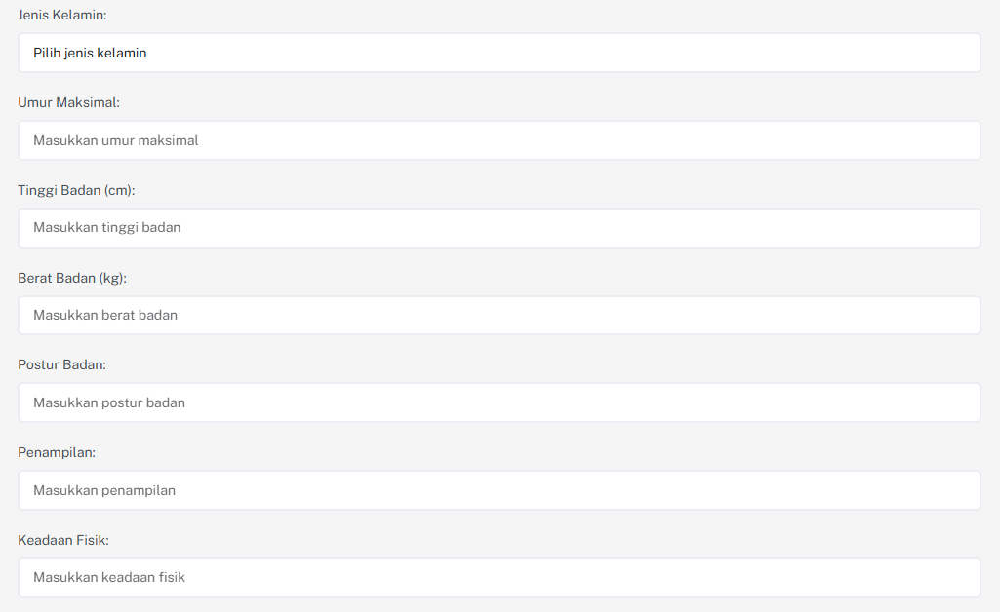 Jenis Kelamin:
Pilih jenis kelamin
Umur Maksimal:
Masukkan umur maksimal
Tinggi Badan (cm):
Masukkan tinggi badan
Berat Badan (kg):
Masukkan berat badan
Postur Badan:
Masukkan postur badan
Penampilan:
Masukkan penampilan
Keadaan Fisik:
Masukkan keadaan fisik